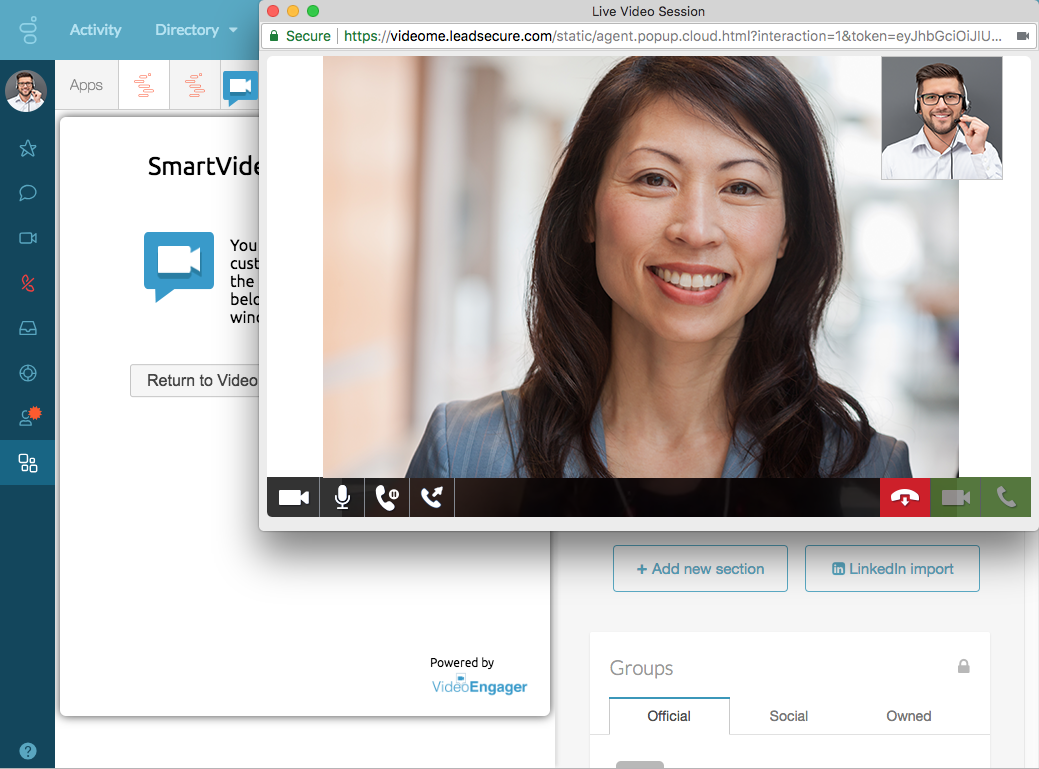 Live Video Session
Secure https://videome.leadsecure.com/static/agent.popup.cloud.html?interaction=1&token=eyJhbGciOiJIU...
Activity
Directory
Apps
SmartVide
You
cust
the
belo
wind
Return to Video
+ Add new section
LinkedIn import
Powered by
VideoEngager
Groups
Official
Social
Owned